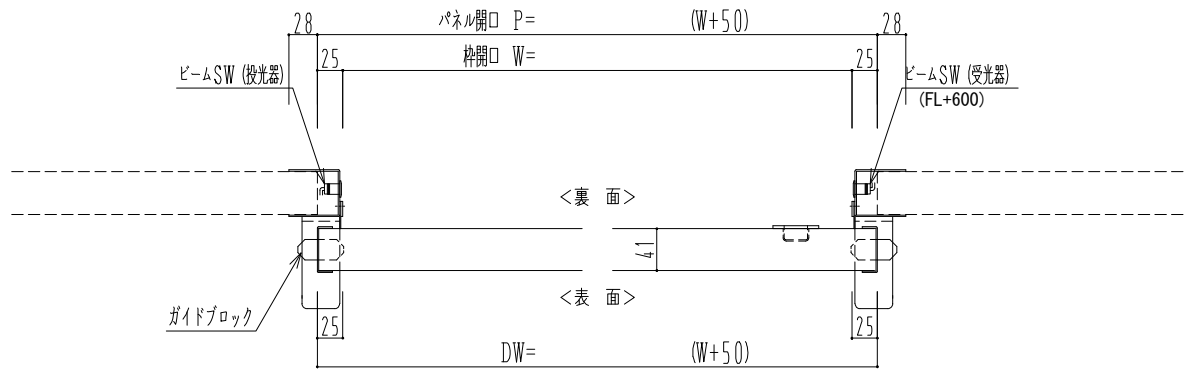 28 パネル開口 P= (W+50) 28
25 枠開口 W= 25
ビームSW (投光器) ビームSW (受光器)
(FL+600)
<裏 面>
41
<表 面>
ガイドブロック
25 25
DW= (W+50)